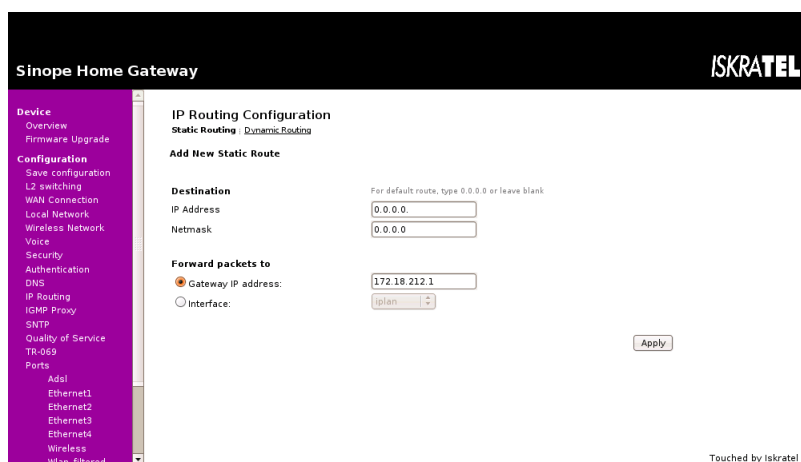 Sinope Home Gateway
ISKRATEL
Device
Overview
Firmware Upgrade
Configuration
Save configuration
L2 switching
WAN Connection
Local Network
Wireless Network
Voice
Security
Authentication
DNS
IP Routing
IGMP Proxy
SNTP
Quality of Service
TR-069
Ports
Adsl
Ethernet1
Ethernet2
Ethernet3
Ethernet4
Wireless
Wlan-filtered
IP Routing Configuration
Static Routing | Dynamic Routing
Add New Static Route
Destination For default route, type 0.0.0.0 or leave blank
IP Address 0.0.0.0.
Netmask 0.0.0.0
Forward packets to
Gateway IP address: 172.18.212.1
Interface: iplan
Apply
Touched by Iskratel